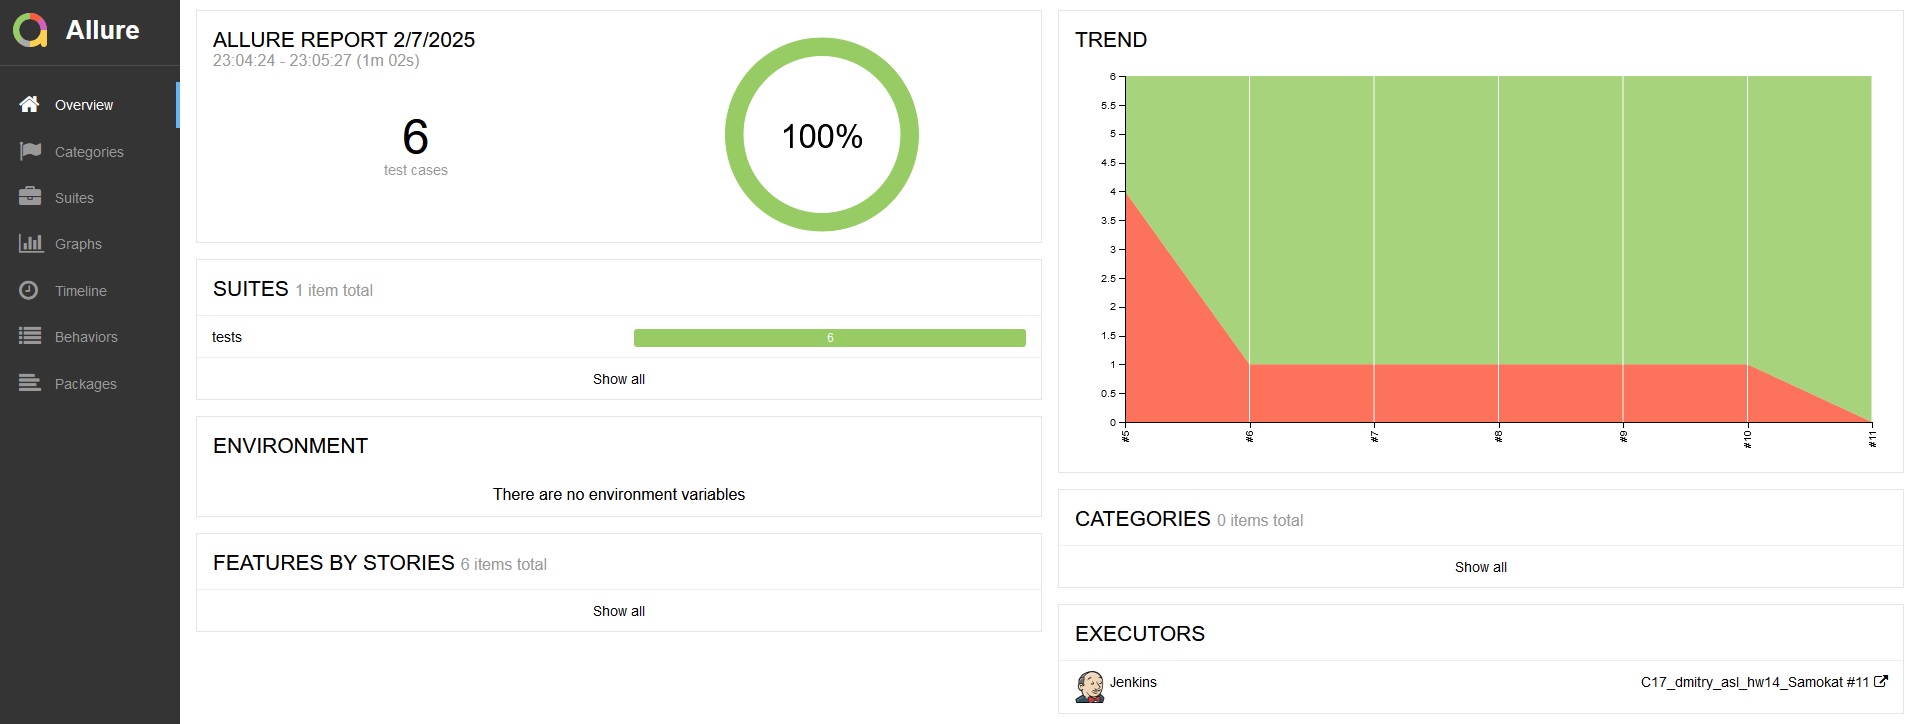 Allure
Overview
Categories
Suites
Graphs
Timeline
Behaviors
Packages
ALLURE REPORT 2/7/2025
23:04:24 - 23:05:27 (1m 02s)
6
test cases
100%
SUITES 1 item total
tests 6
Show all
ENVIRONMENT
There are no environment variables
FEATURES BY STORIES 6 items total
Show all
TREND
6
5.5
5
4.5
4
3.5
3
2.5
2
1.5
1
0.5
0
#5 #6 #7 #8 #9 #10 #11
CATEGORIES 0 items total
Show all
EXECUTORS
Jenkins C17_dmitry_asl_hw14_Samokat #11